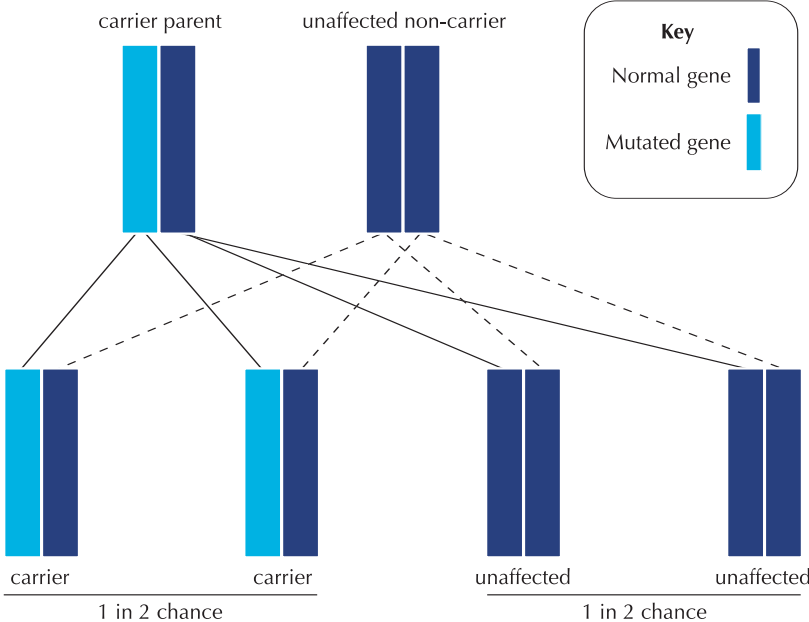 carrier parent
unaffected non-carrier
Key
Normal gene
Mutated gene
carrier
carrier
unaffected
unaffected
1 in 2 chance
1 in 2 chance